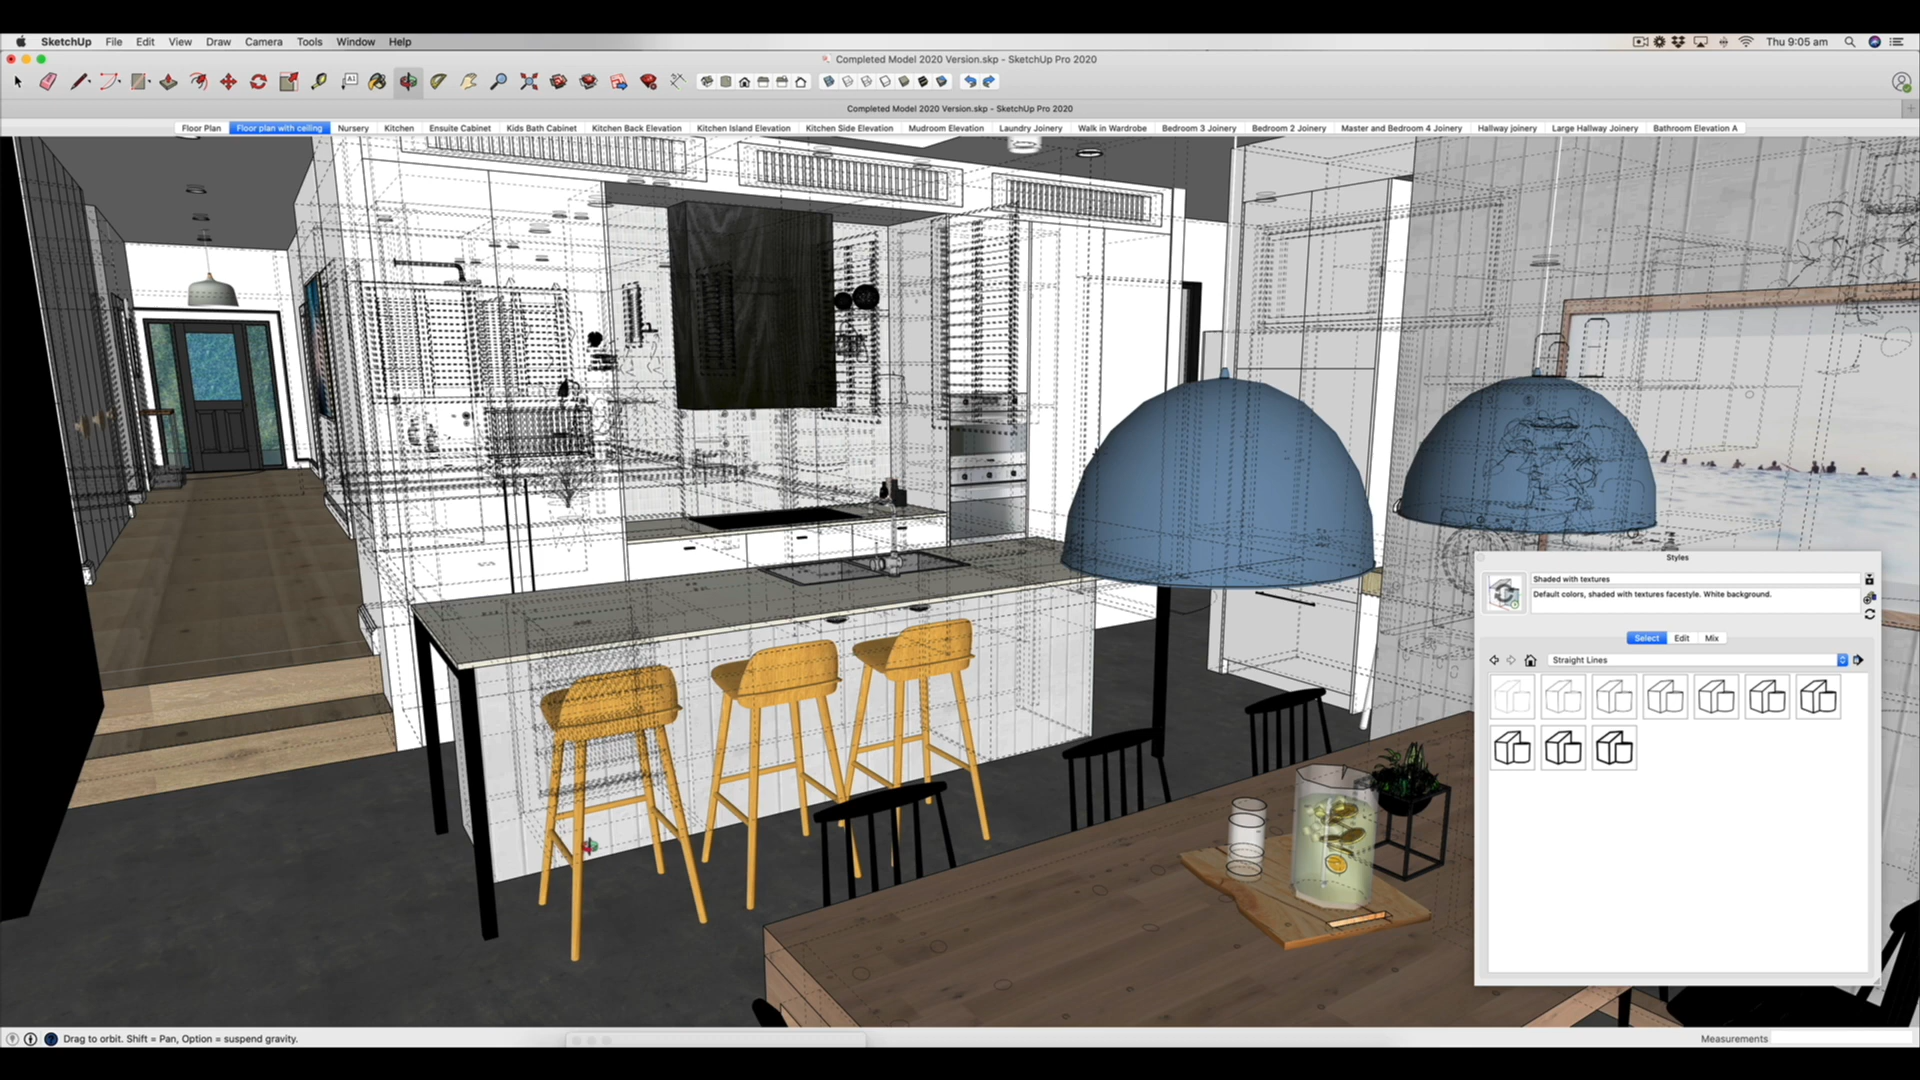 SketchUp File Edit View Draw Camera Tools Window Help
Thu 9:05 am
Completed Model 2020 Version.skp - SketchUp Pro 2020
Completed Model 2020 Version.skp - SketchUp Pro 2020
Floor Plan Floor plan with ceiling Nursery Kitchen Ensuite Cabinet Kids Bath Cabinet Kitchen Back Elevation Kitchen Island Elevation Kitchen Side Elevation Mudroom Elevation Laundry Joinery Walk in Wardrobe Bedroom 3 Joinery Bedroom 2 Joinery Master and Bedroom 4 Joinery Hallway joinery Large Hallway Joinery Bathroom Elevation A
Styles
Shaded with textures
Default colors, shaded with textures facestyle. White background.
Select Edit Mix
Straight Lines
Drag to orbit. Shift = Pan, Option = suspend gravity.
Measurements